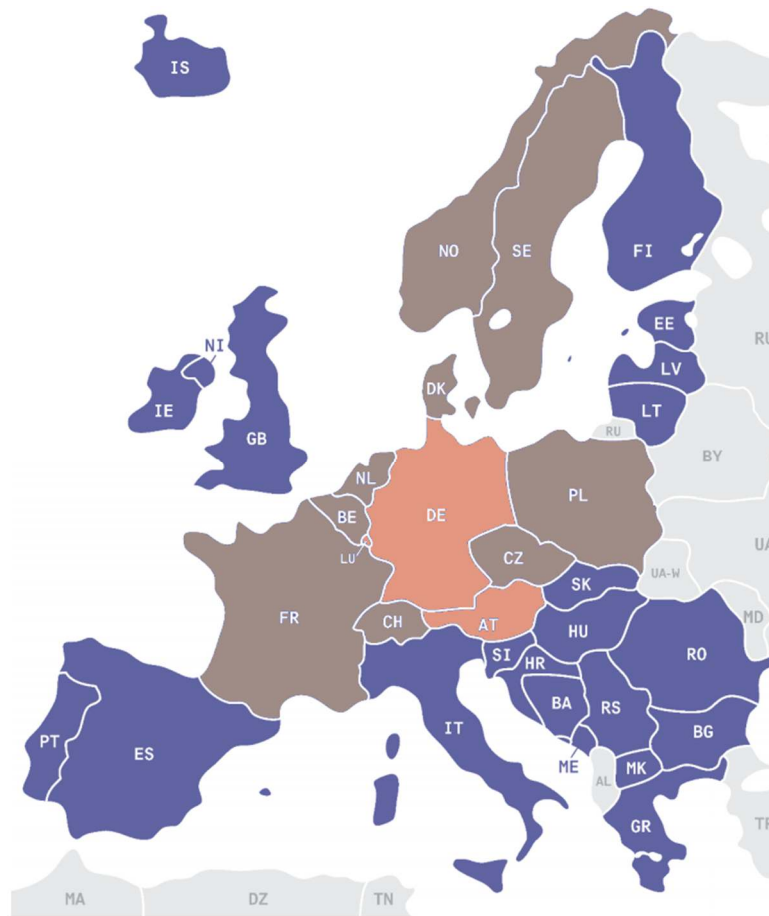 IS
NO
SE
FI
NI
EE
RU
LV
DK
IE
LT
GB
RU
BY
NL
PL
BE
DE
UA
LU
CZ
UA-W
SK
FR
CH
AT
MD
HU
SI
RO
HR
BA
RS
IT
BG
PT
ES
ME
MK
AL
GR
TR
MA
DZ
TN